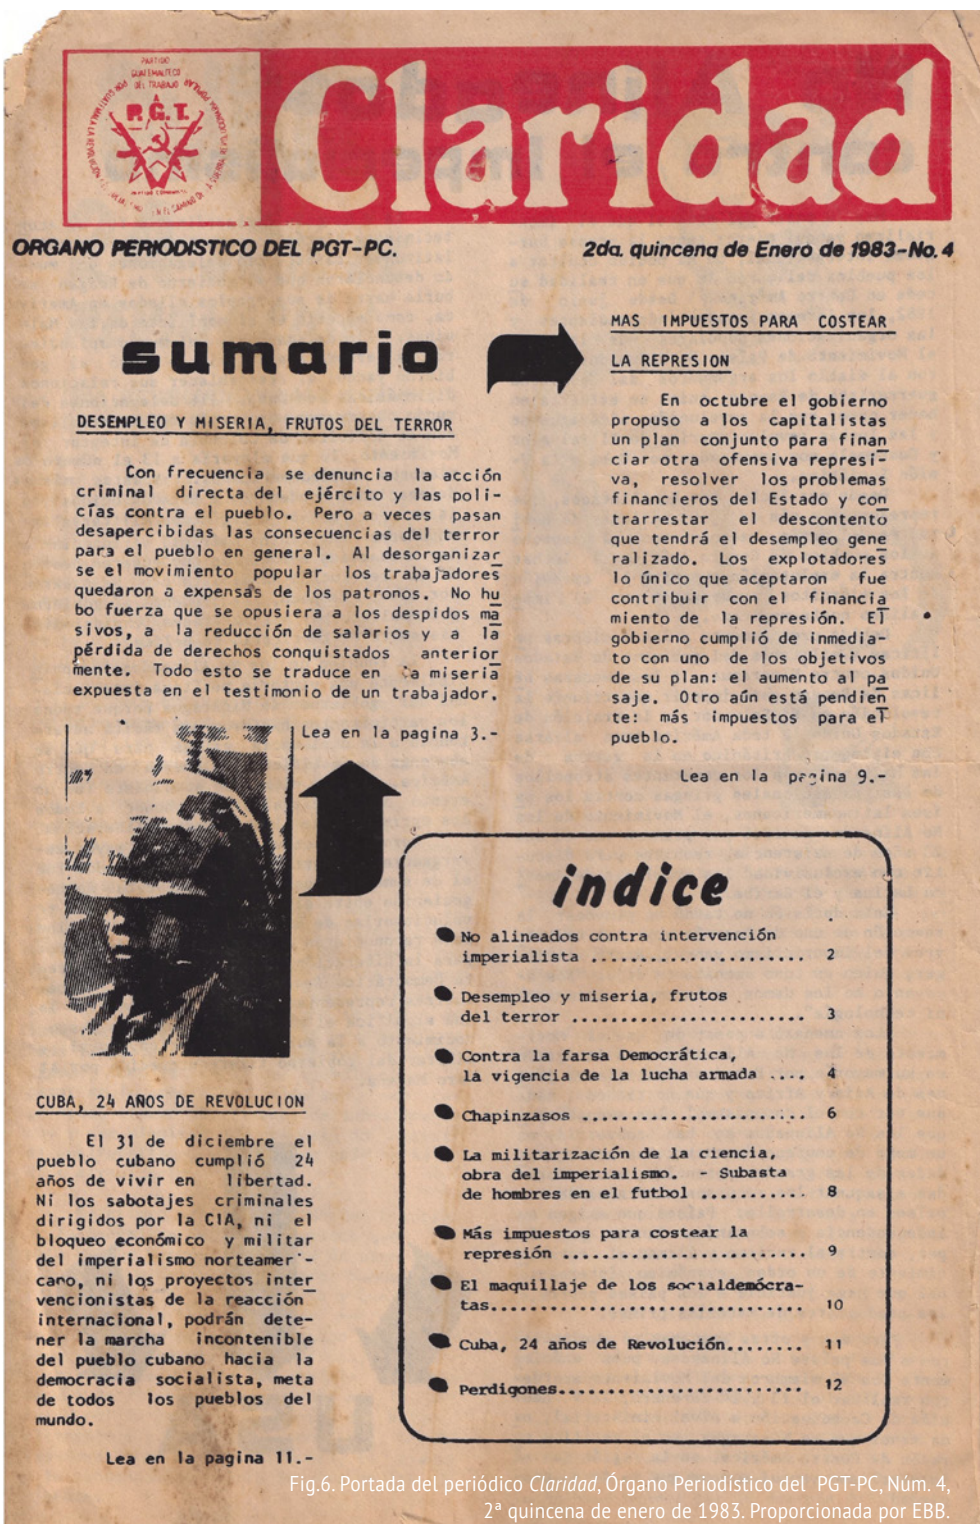 PARTIDO
GUATEMALTECO
DEL TRABAJO
P.G.T.
PARTIDO COMUNISTA
Claridad
ORGANO PERIODISTICO DEL PGT-PC.
2da. quincena de Enero de 1983-No. 4
sumario
DESEMPLEO Y MISERIA, FRUTOS DEL TERROR
Con frecuencia se denuncia la acción
criminal directa del ejército y las poli-
cías contra el pueblo. Pero a veces pasan
desapercibidas las consecuencias del terror
para el pueblo en general. Al desorganizar
se el movimiento popular los trabajadores
quedaron a expensas de los patronos. No hu
bo fuerza que se opusiera a los despidos ma
sivos, a la reducción de salarios y a la
pérdida de derechos conquistados anterior
mente. Todo esto se traduce en la miseria
expuesta en el testimonio de un trabajador.
Lea en la pagina 3.-
MAS IMPUESTOS PARA COSTEAR
LA REPRESION
En octubre el gobierno
propuso a los capitalistas
un plan conjunto para finan
ciar otra ofensiva represi-
va, resolver los problemas
financieros del Estado y con
trarrestar el descontento
que tendrá el desempleo gene
ralizado. Los explotadores
lo único que aceptaron fue
contribuir con el financia
miento de la represión. El
gobierno cumplió de inmedia-
to con uno de los objetivos
de su plan: el aumento al pa
saje. Otro aún está pendien
te: más impuestos para el
pueblo.
Lea en la pagina 9.-
CUBA, 24 AÑOS DE REVOLUCION
El 31 de diciembre el
pueblo cubano cumplió 24
años de vivir en libertad.
Ni los sabotajes criminales
dirigidos por la CIA, ni el
bloqueo económico y militar
del imperialismo norteamer-
cano, ni los proyectos inter
vencionistas de la reacción
internacional, podrán dete-
ner la marcha incontenible
del pueblo cubano hacia la
democracia socialista, meta
de todos los pueblos del
mundo.
Lea en la pagina 11.-
indice
No alineados contra intervención
imperialista ...................... 2
Desempleo y miseria, frutos
del terror ........................ 3
Contra la farsa Democrática,
la vigencia de la lucha armada .... 4
Chapinzasos ....................... 6
La militarización de la ciencia,
obra del imperialismo. - Subasta
de hombres en el futbol ........... 8
Más impuestos para costear la
represión ......................... 9
El maquillaje de los socialdemócra-
tas................................ 10
Cuba, 24 años de Revolución........ 11
Perdigones......................... 12
Fig.6. Portada del periódico Claridad, Órgano Periodístico del PGT-PC, Núm. 4,
2ª quincena de enero de 1983. Proporcionada por EBB.